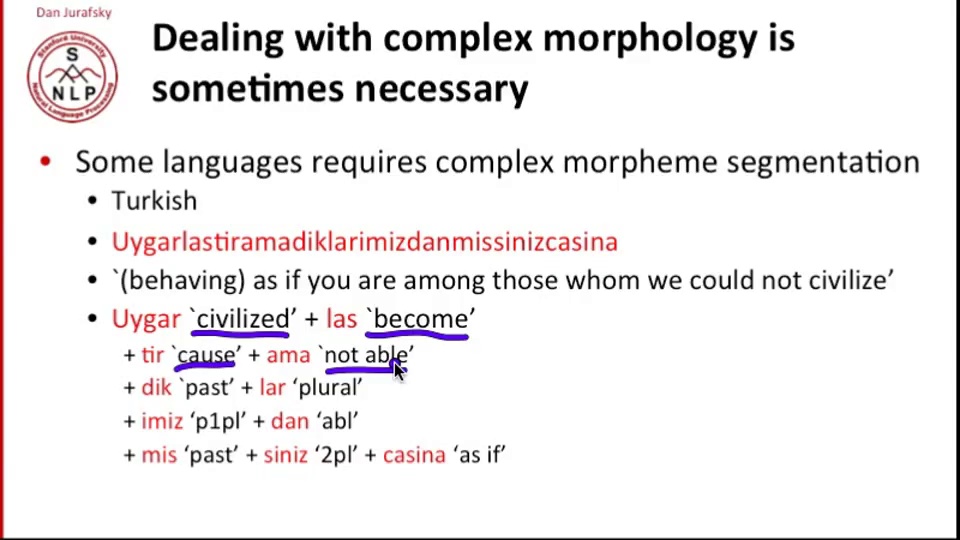 Dan Jurafsky
Dealing with complex morphology is
sometimes necessary
Stanford University
S
NLP
Natural Language Processing
• Some languages requires complex morpheme segmentation
• Turkish
• Uygarlastiramadiklarimizdanmissinizcasina
• `(behaving) as if you are among those whom we could not civilize’
• Uygar `civilized’ + las `become’
+ tir `cause’ + ama `not able’
+ dik `past’ + lar ‘plural’
+ imiz ‘p1pl’ + dan ‘abl’
+ mis ‘past’ + siniz ‘2pl’ + casina ‘as if’